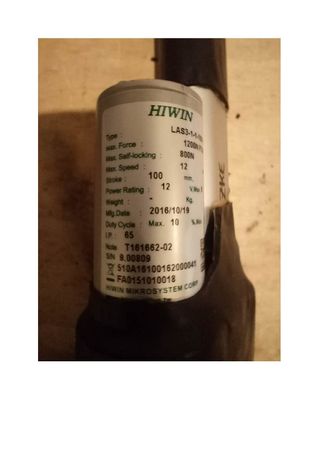 HIWIN
Type : LAS3-1-1-
Max. Force : 1200N
Max. Self-locking : 800N
Max. Speed : 12
Stroke : 100 mm.
Power Rating : 12 V.
Weight : - Kg.
Mfg.Date : 2016/10/19
Duty Cycle : Max. 10 %
I.P. : 65
Note T161662-02
S/N 9,00809
510A16100162000041
FA0151010018
HIWIN MIKROSYSTEM CORP.